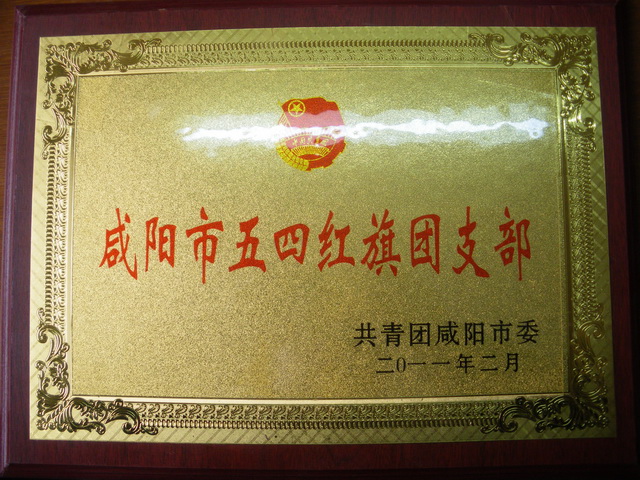 咸阳市五四红旗团支部
共青团咸阳市委
二〇一一年二月